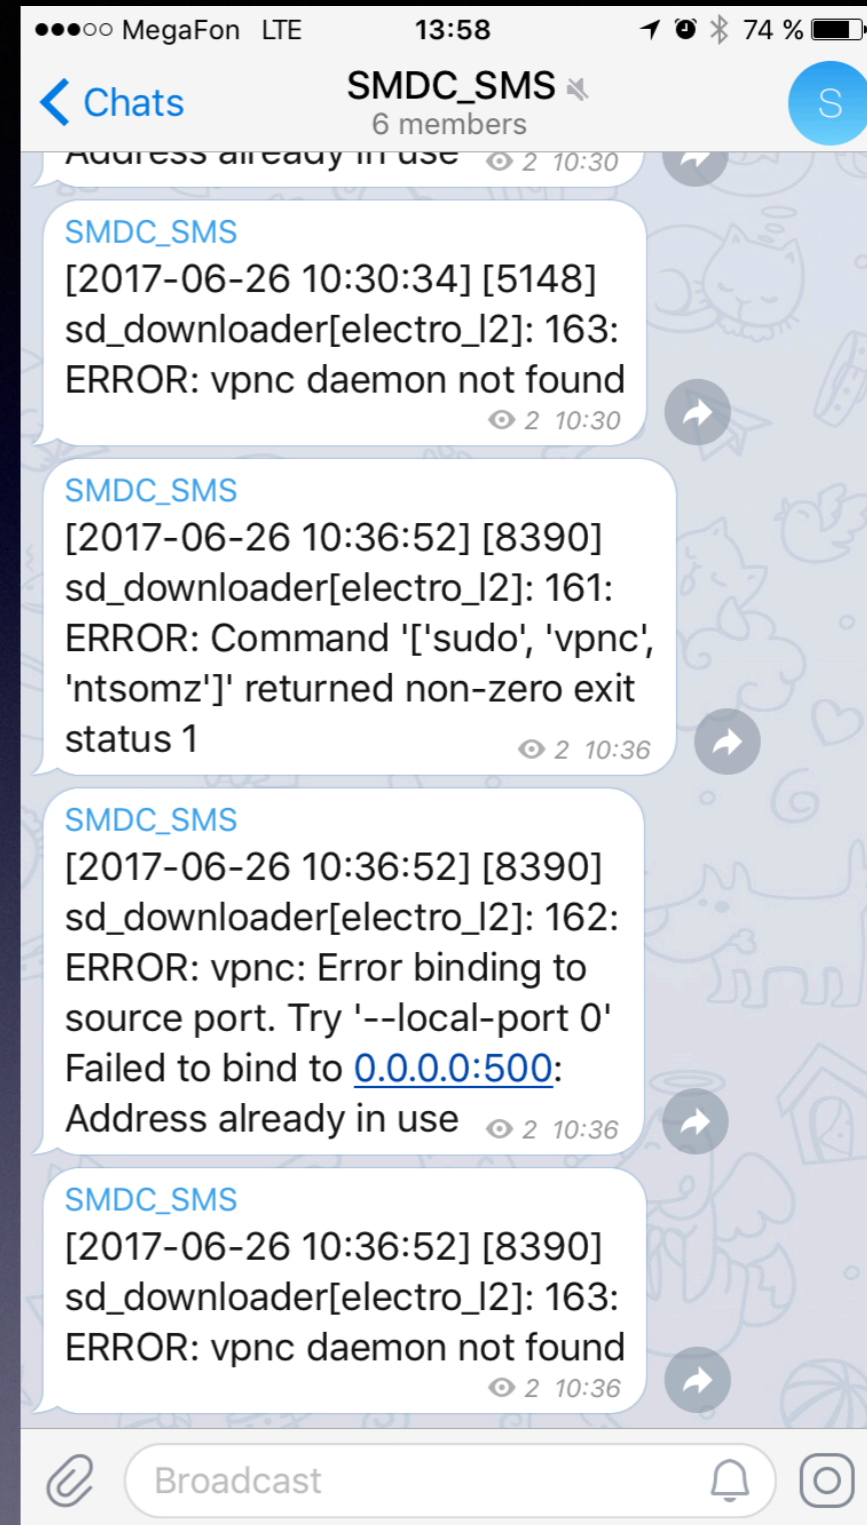 MegaFon LTE 13:58 74 %
Chats SMDC_SMS S
6 members
Address already in use 2 10:30
SMDC_SMS
[2017-06-26 10:30:34] [5148]
sd_downloader[electro_l2]: 163:
ERROR: vpnc daemon not found
2 10:30
SMDC_SMS
[2017-06-26 10:36:52] [8390]
sd_downloader[electro_l2]: 161:
ERROR: Command '['sudo', 'vpnc',
'ntsomz']' returned non-zero exit
status 1 2 10:36
SMDC_SMS
[2017-06-26 10:36:52] [8390]
sd_downloader[electro_l2]: 162:
ERROR: vpnc: Error binding to
source port. Try '--local-port 0'
Failed to bind to 0.0.0.0:500:
Address already in use 2 10:36
SMDC_SMS
[2017-06-26 10:36:52] [8390]
sd_downloader[electro_l2]: 163:
ERROR: vpnc daemon not found
2 10:36
Broadcast